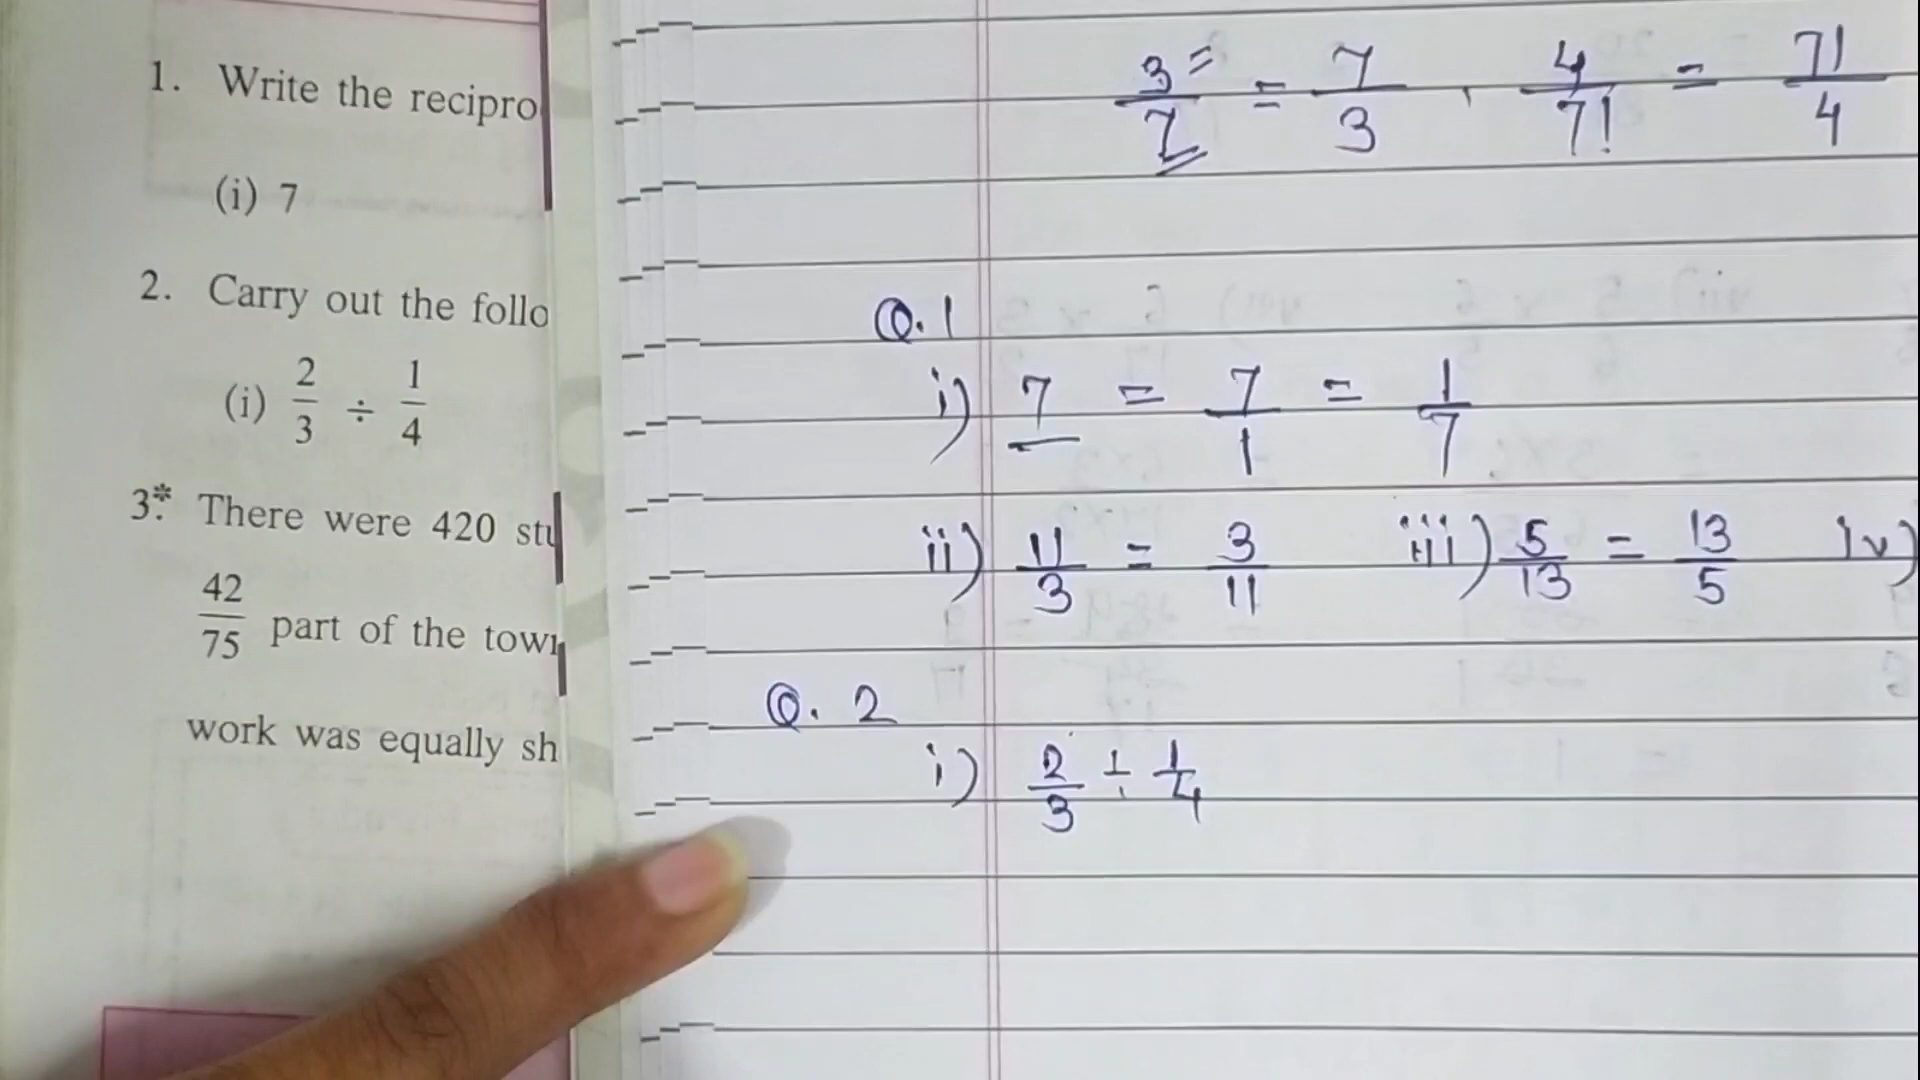 1. Write the recipro
(i) 7
2. Carry out the follo
(i) 2/3 ÷ 1/4
3* There were 420 stu
42/75 part of the town
work was equally sh
3/7 = 7/3 , 4/71 = 71/4
Q.1
i) 7 = 7/1 = 1/7
ii) 11/3 = 3/11 iii) 5/13 = 13/5 iv)
Q. 2
i) 2/3 ÷ 1/4